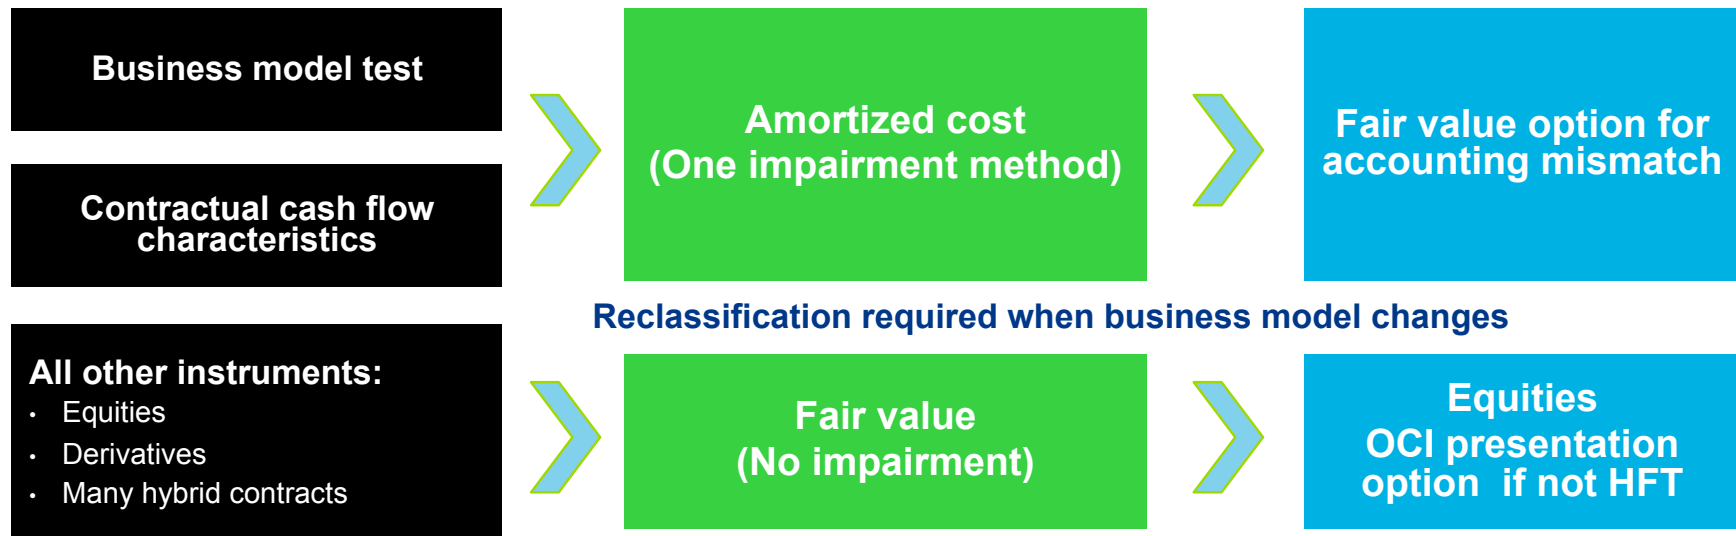 Business model test
Contractual cash flow
characteristics
Amortized cost
(One impairment method)
Fair value option for
accounting mismatch
Reclassification required when business model changes
All other instruments:
• Equities
• Derivatives
• Many hybrid contracts
Fair value
(No impairment)
Equities
OCI presentation
option if not HFT